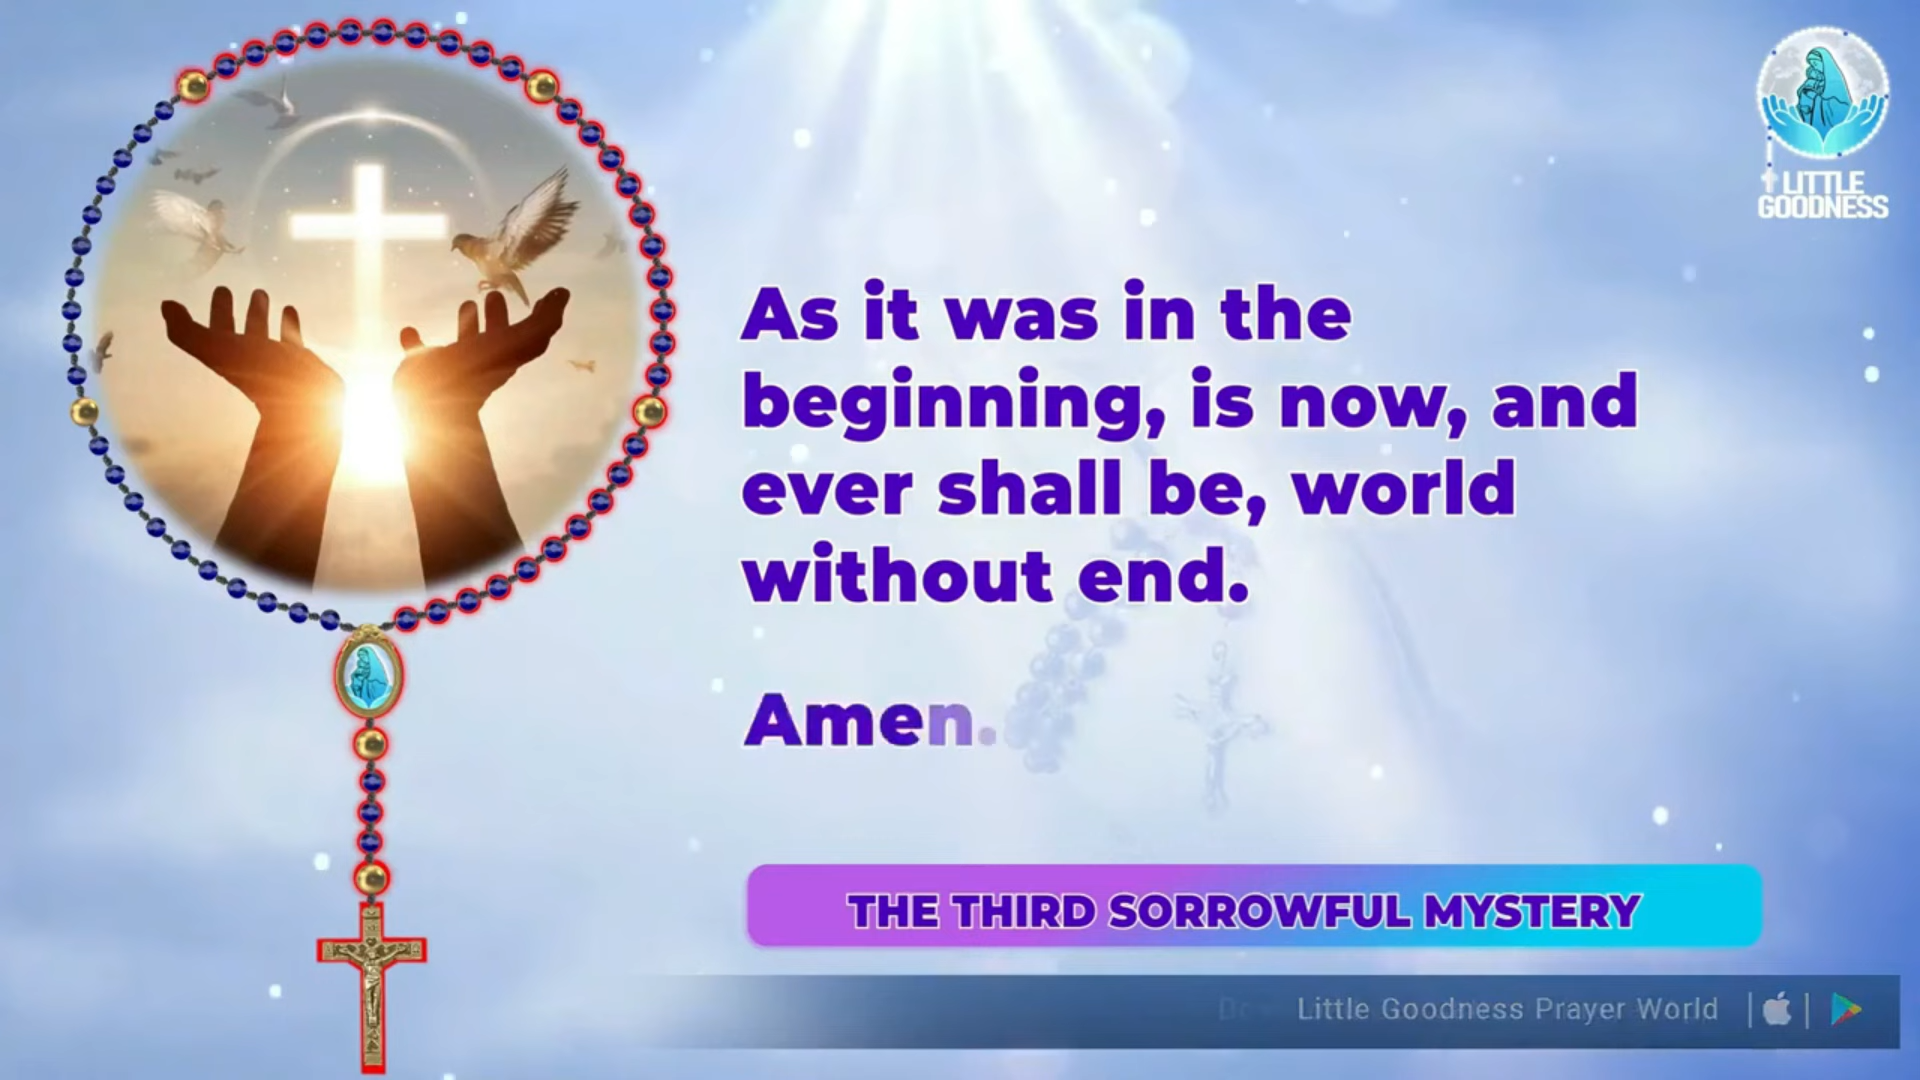 LITTLE
GOODNESS
As it was in the
beginning, is now, and
ever shall be, world
without end.
Amen.
THE THIRD SORROWFUL MYSTERY
Little Goodness Prayer World